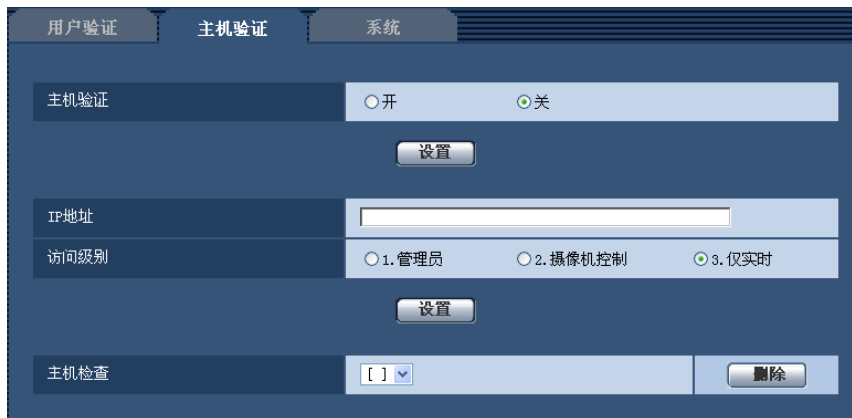 用户验证 主机验证 系统
主机验证 开 关
设置
IP地址
访问级别 1.管理员 2.摄像机控制 3.仅实时
设置
主机检查 [ ] 删除